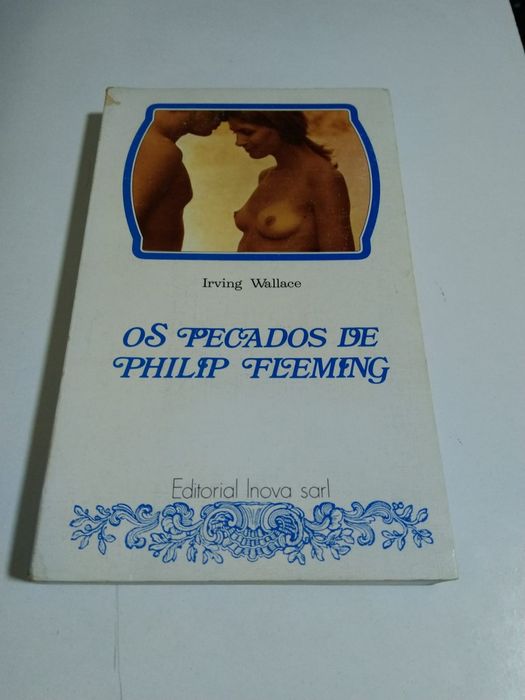 Irving Wallace
OS PECADOS DE
PHILIP FLEMING
Editorial Inova sarl